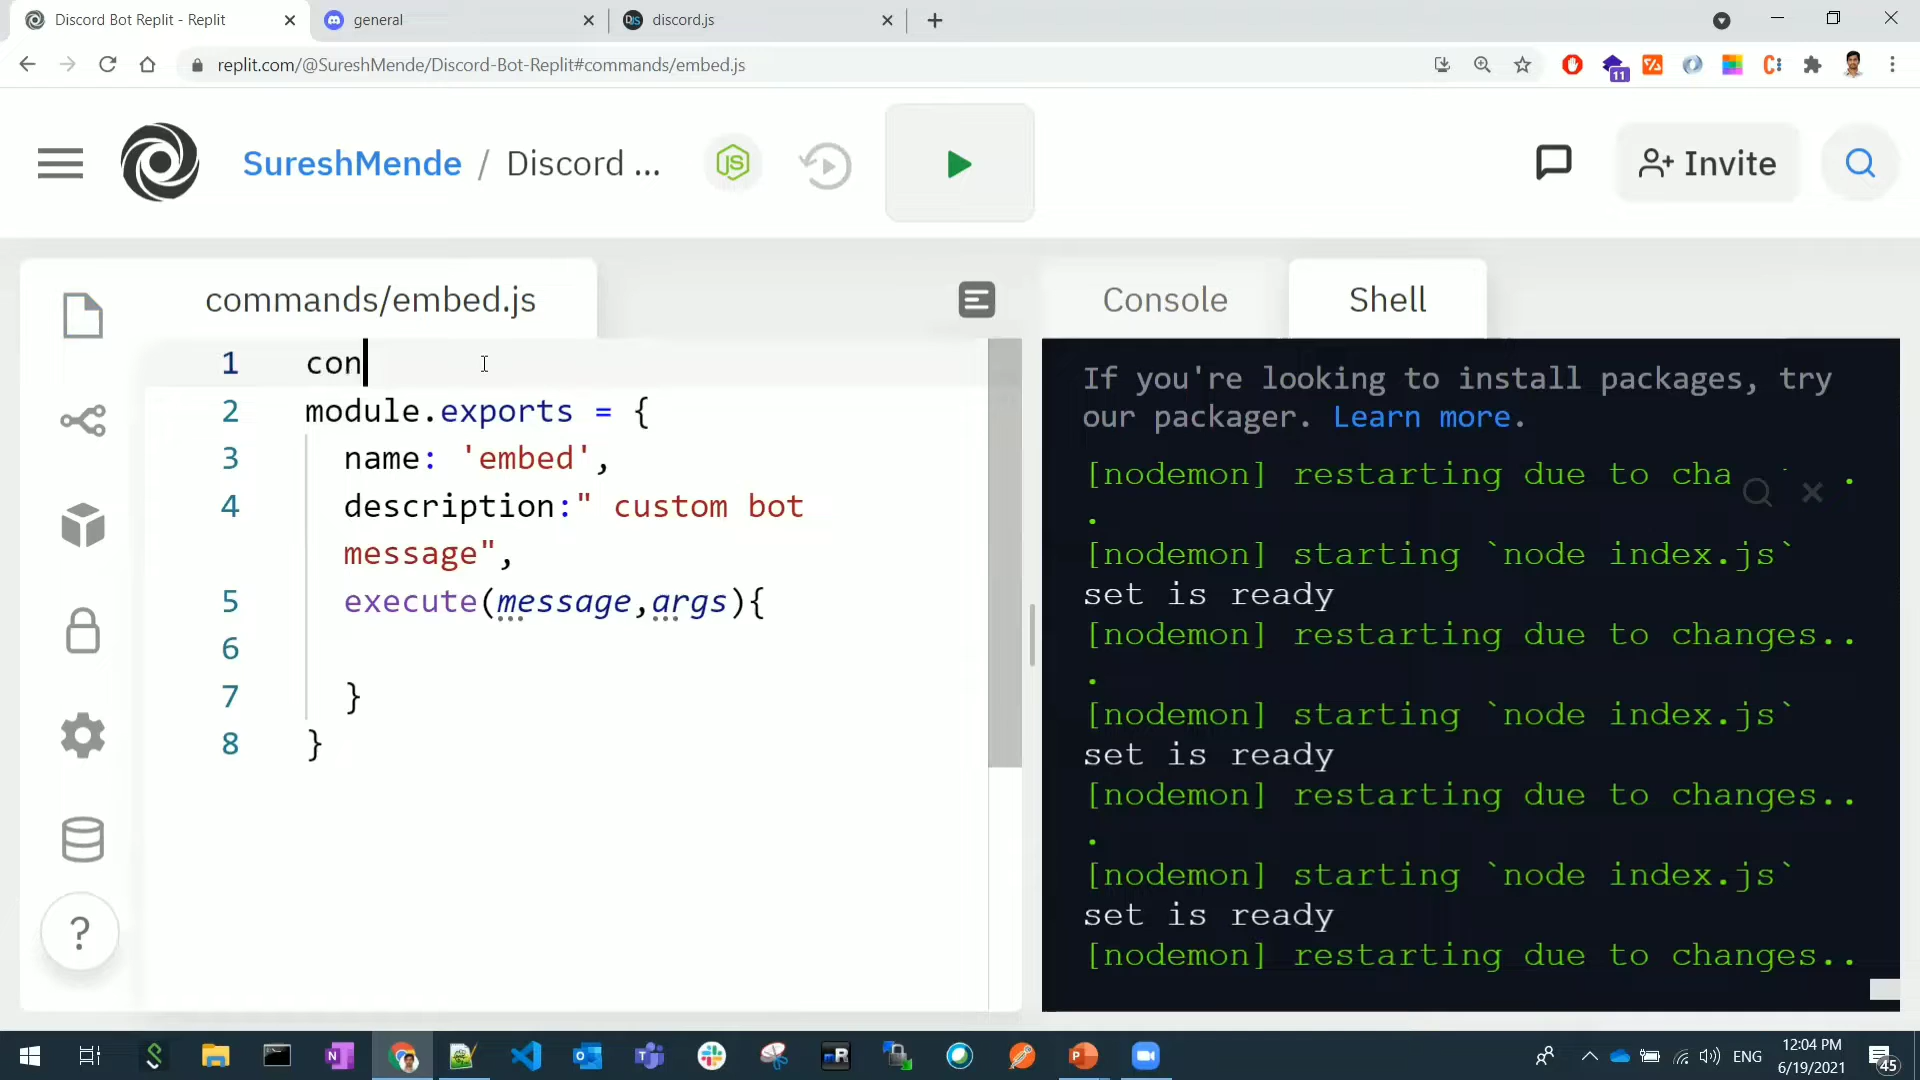 Discord Bot Replit - Replit
general
discord.js
replit.com/@SureshMende/Discord-Bot-Replit#commands/embed.js
11
SureshMende / Discord ...
JS
Invite
commands/embed.js
1 con
2 module.exports = {
3 name: 'embed',
4 description:" custom bot
message",
5 execute(message,args){
6
7 }
8 }
?
Console
Shell
If you're looking to install packages, try
our packager. Learn more.
[nodemon] restarting due to cha .
.
[nodemon] starting `node index.js`
set is ready
[nodemon] restarting due to changes..
.
[nodemon] starting `node index.js`
set is ready
[nodemon] restarting due to changes..
.
[nodemon] starting `node index.js`
set is ready
[nodemon] restarting due to changes..
ENG
12:04 PM
6/19/2021
45